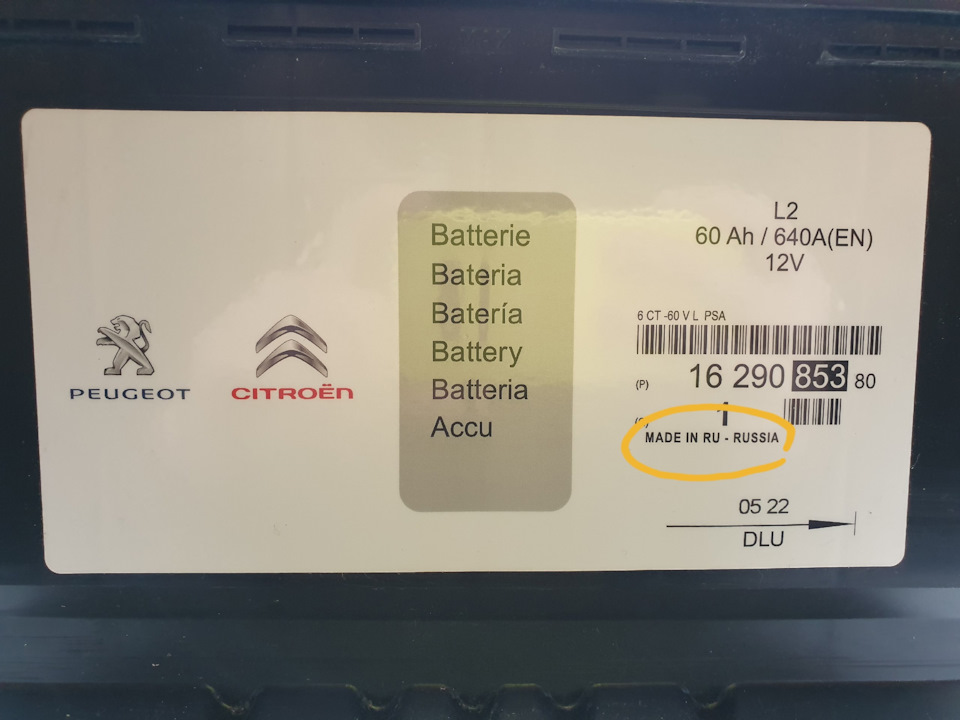 PEUGEOT
CITROËN
Batterie
Bateria
Batería
Battery
Batteria
Accu
L2
60 Ah / 640A(EN)
12V
6 CT -60 V L PSA
(P) 16 290 853 80
1
MADE IN RU - RUSSIA
05 22
DLU